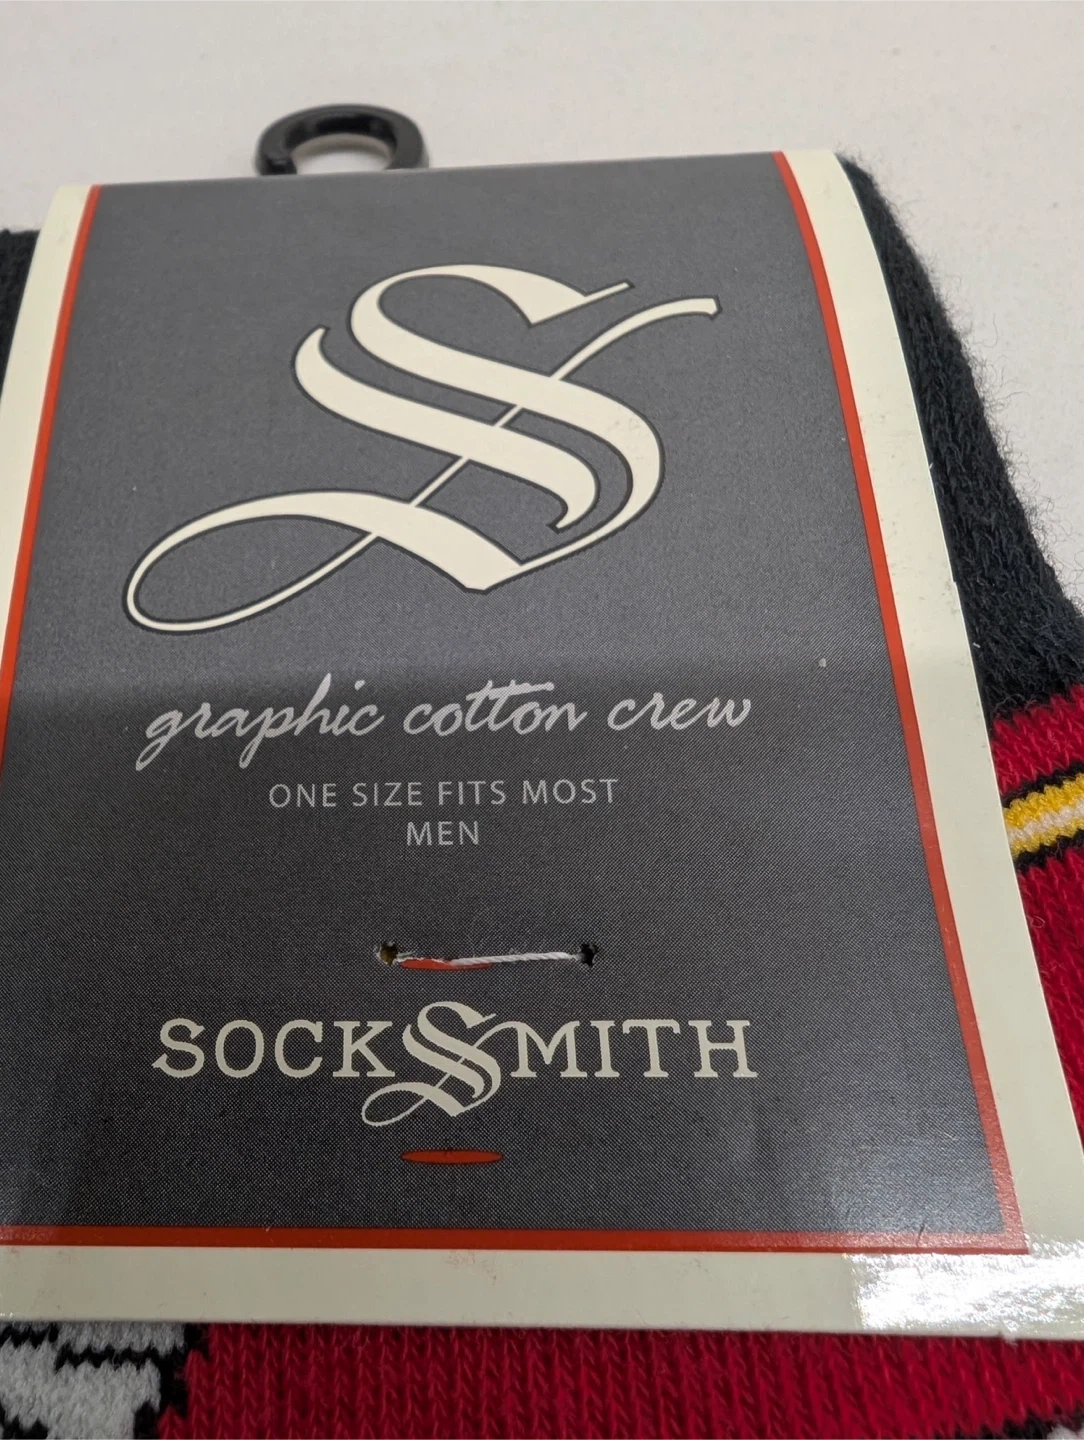 S
graphic cotton crew
ONE SIZE FITS MOST
MEN
SOCKSMITH